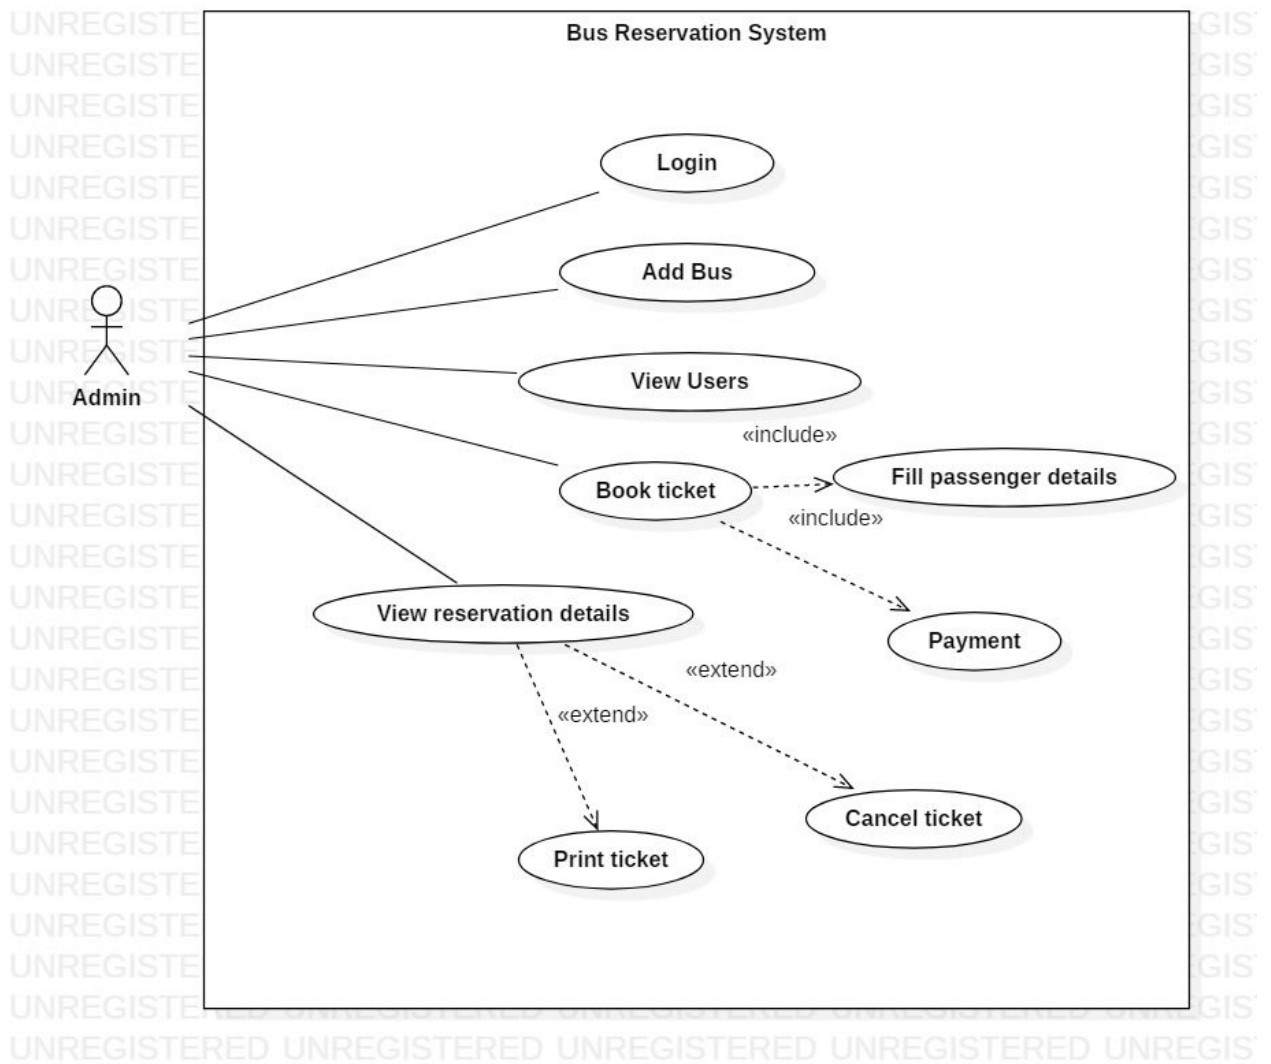 Bus Reservation System
Login
Add Bus
Admin
View Users
«include»
Book ticket
Fill passenger details
«include»
View reservation details
Payment
«extend»
«extend»
Cancel ticket
Print ticket
UNREGISTERED UNREGISTERED UNREGISTERED UNREGISTERED UNREGIS